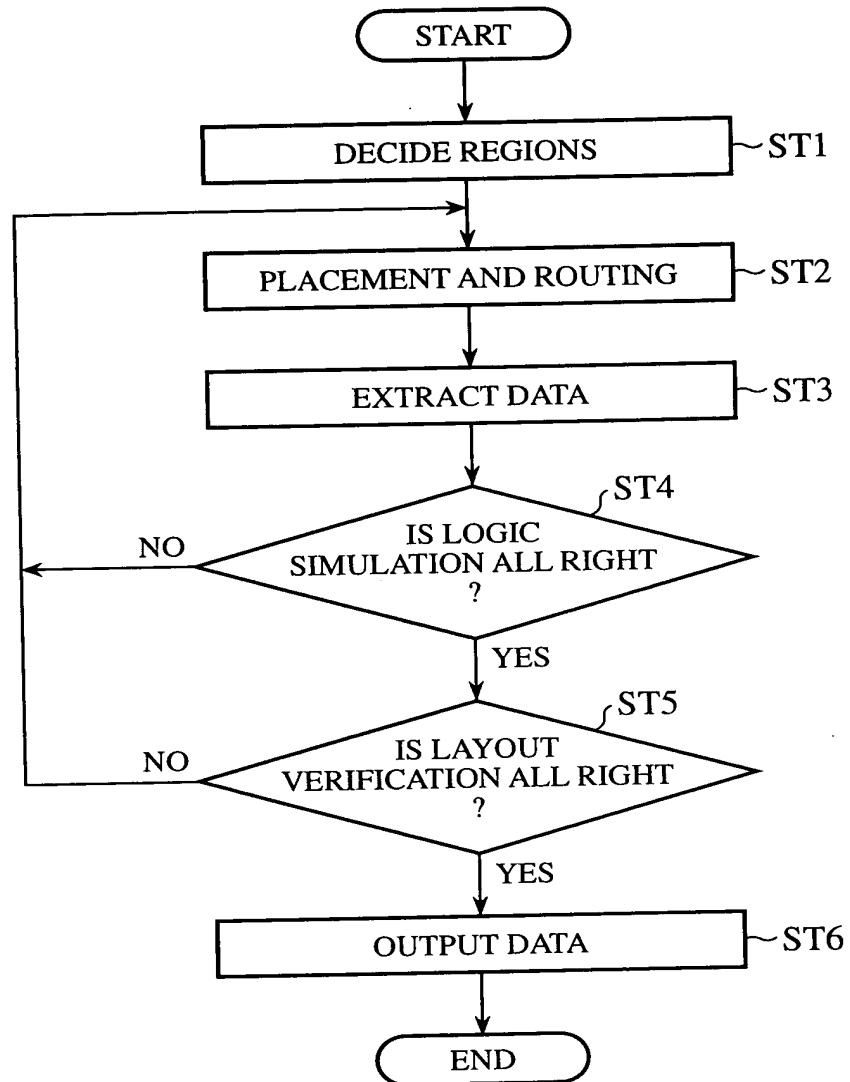 START
DECIDE REGIONS
ST1
PLACEMENT AND ROUTING
ST2
EXTRACT DATA
ST3
ST4
IS LOGIC
SIMULATION ALL RIGHT
?
NO
YES
ST5
IS LAYOUT
VERIFICATION ALL RIGHT
?
NO
YES
OUTPUT DATA
ST6
END